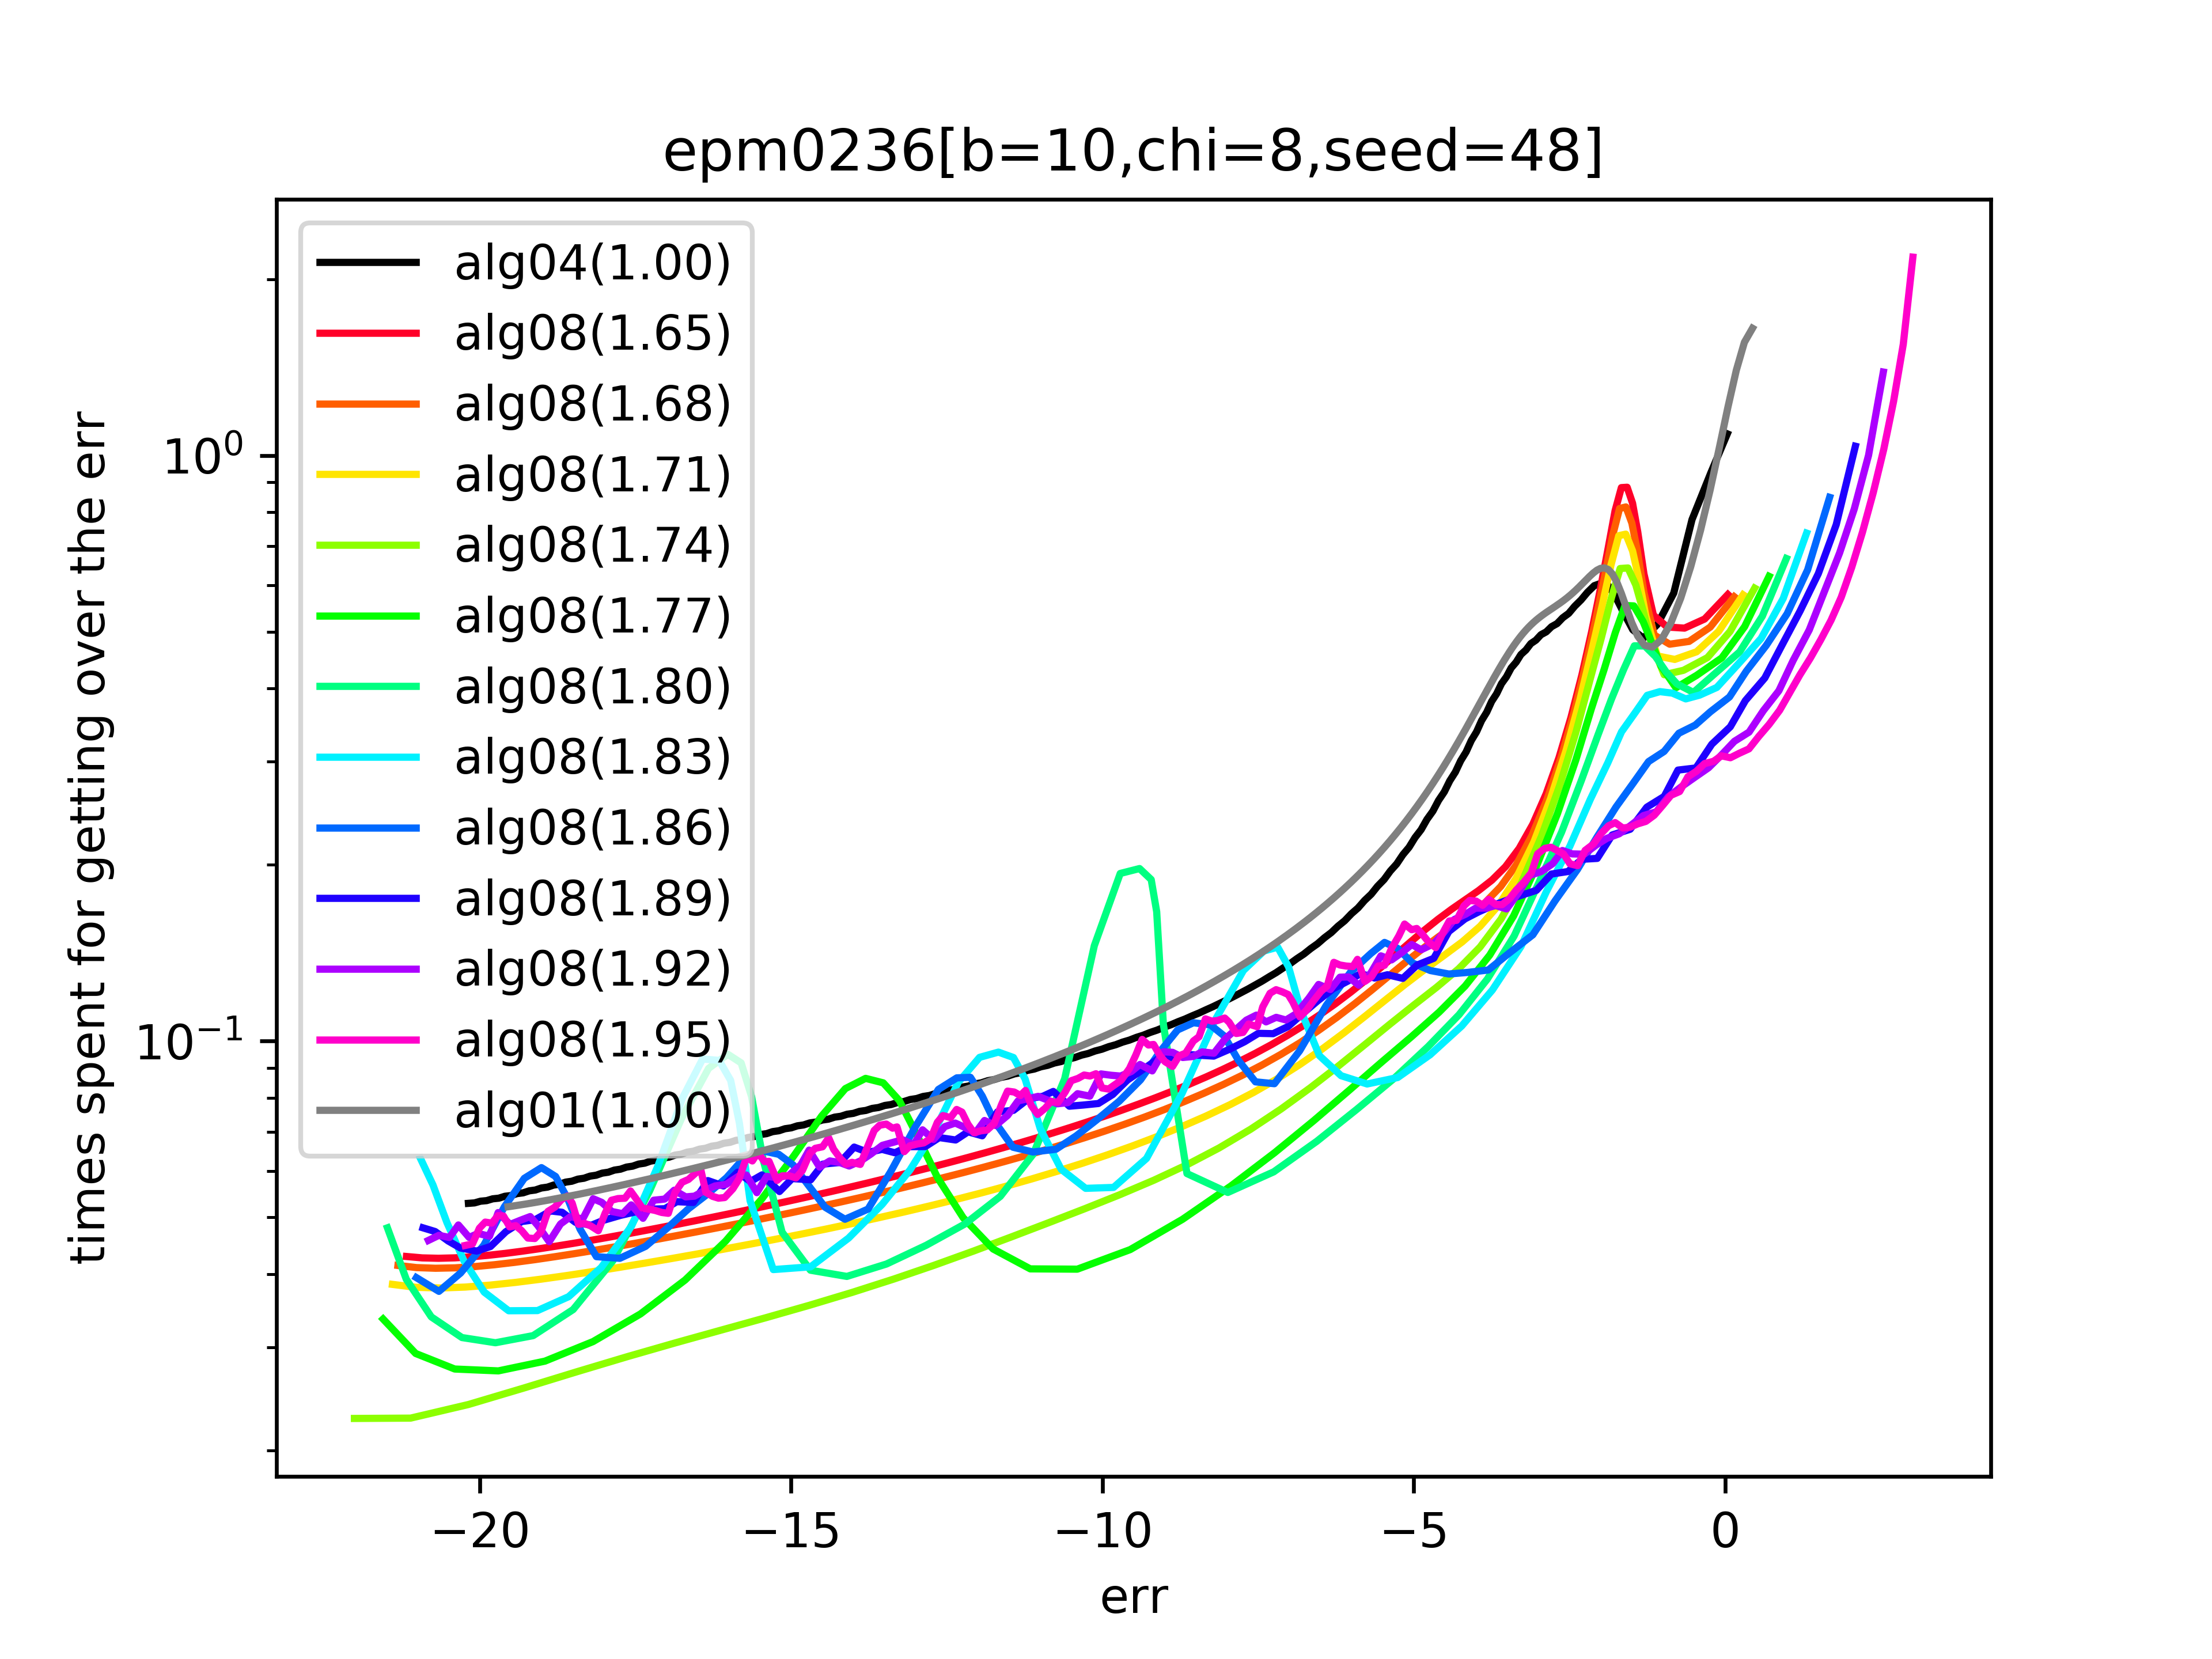 epm0236[b=10,chi=8,seed=48]
times spent for getting over the err
10⁰
10⁻¹
alg04(1.00)
alg08(1.65)
alg08(1.68)
alg08(1.71)
alg08(1.74)
alg08(1.77)
alg08(1.80)
alg08(1.83)
alg08(1.86)
alg08(1.89)
alg08(1.92)
alg08(1.95)
alg01(1.00)
−20 −15 −10 −5 0
err